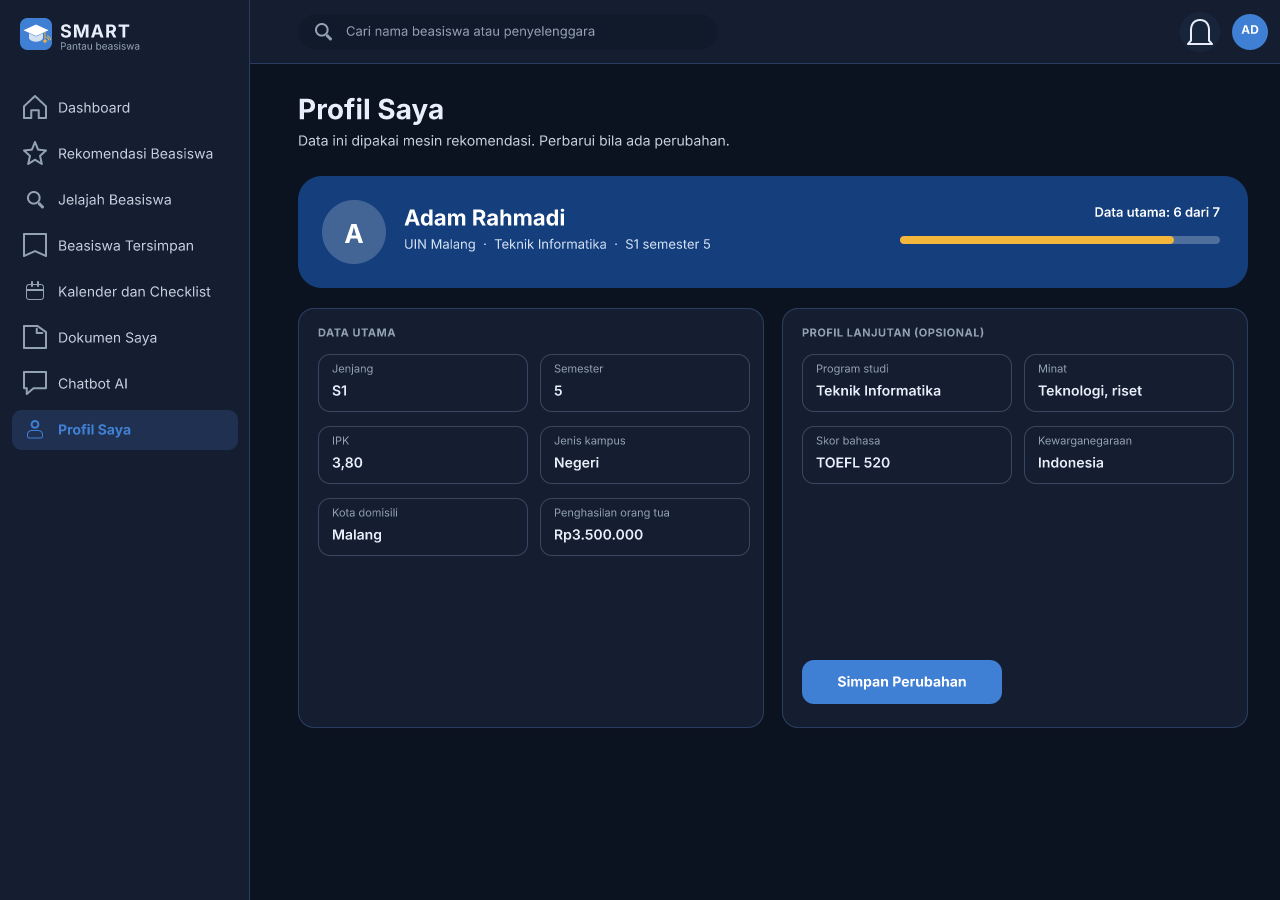 SMART
Pantau beasiswa
Cari nama beasiswa atau penyelenggara
AD
Dashboard
Rekomendasi Beasiswa
Jelajah Beasiswa
Beasiswa Tersimpan
Kalender dan Checklist
Dokumen Saya
Chatbot AI
Profil Saya
Profil Saya
Data ini dipakai mesin rekomendasi. Perbarui bila ada perubahan.
A
Adam Rahmadi
UIN Malang · Teknik Informatika · S1 semester 5
Data utama: 6 dari 7
DATA UTAMA
Jenjang
S1
Semester
5
IPK
3,80
Jenis kampus
Negeri
Kota domisili
Malang
Penghasilan orang tua
Rp3.500.000
PROFIL LANJUTAN (OPSIONAL)
Program studi
Teknik Informatika
Minat
Teknologi, riset
Skor bahasa
TOEFL 520
Kewarganegaraan
Indonesia
Simpan Perubahan